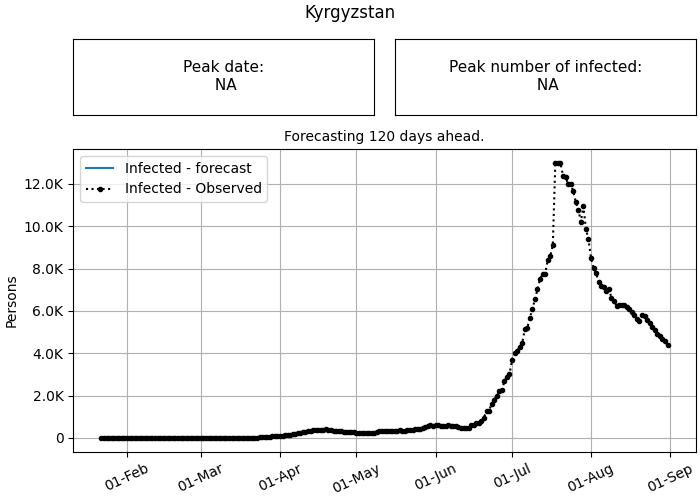 Kyrgyzstan
Peak date:
NA
Peak number of infected:
NA
Forecasting 120 days ahead.
Infected - forecast
Infected - Observed
Persons
12.0K
10.0K
8.0K
6.0K
4.0K
2.0K
0
01-Feb
01-Mar
01-Apr
01-May
01-Jun
01-Jul
01-Aug
01-Sep